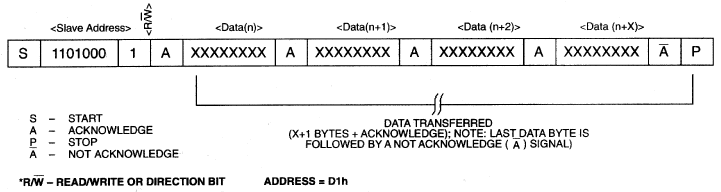 <Slave Address> <R/W̅> <Data(n)> <Data(n+1)> <Data (n+2)> <Data (n+X)>
S 1101000 1 A XXXXXXXX A XXXXXXXX A XXXXXXXX A XXXXXXXX A̅ P
S – START
A – ACKNOWLEDGE
P – STOP
A̅ – NOT ACKNOWLEDGE
DATA TRANSFERRED
(X+1 BYTES + ACKNOWLEDGE); NOTE: LAST DATA BYTE IS
FOLLOWED BY A NOT ACKNOWLEDGE ( A̅ ) SIGNAL)
*R/W̅ – READ/WRITE OR DIRECTION BIT ADDRESS = D1h